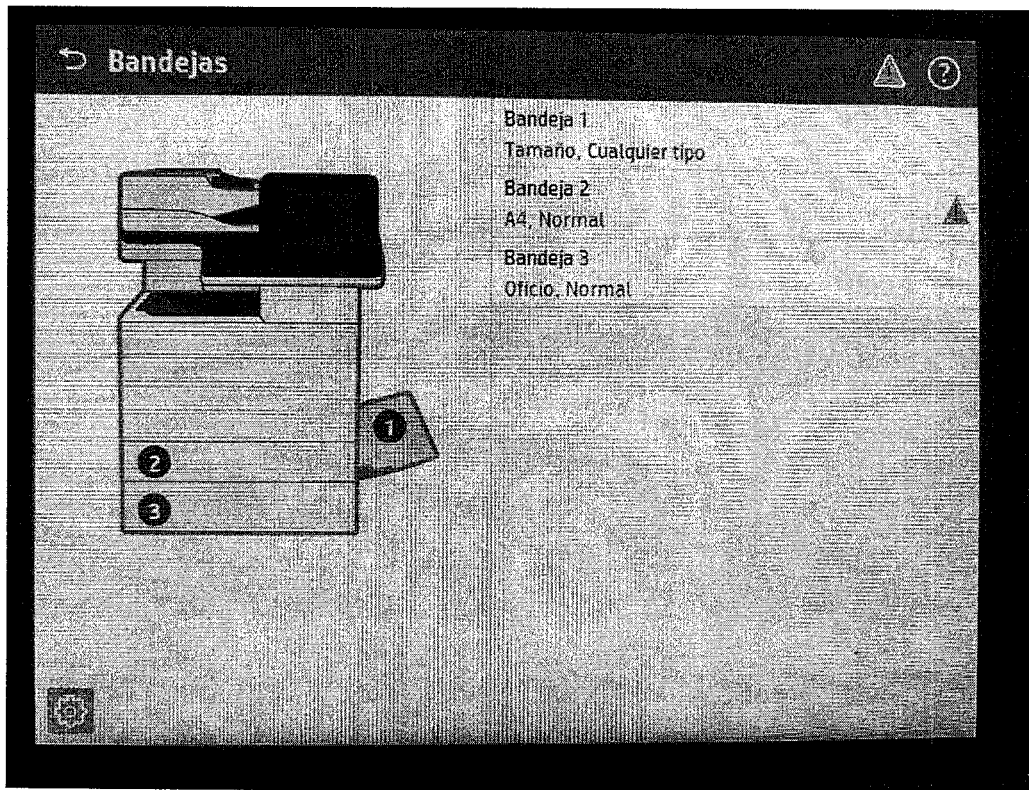 Bandejas
?
Bandeja 1
Tamaño, Cualquier tipo
Bandeja 2
A4, Normal
Bandeja 3
Oficio, Normal
1
2
3